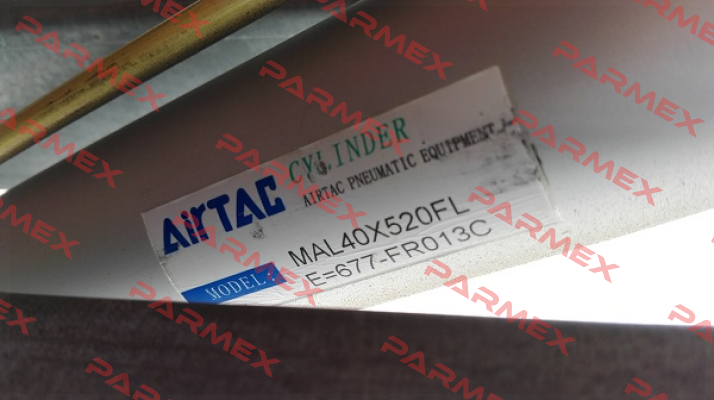 AirTAC CYLINDER
AIRTAC PNEUMATIC EQUIPMENT
MODEL: MAL40X520FL
E=677-FR013C
PARMEX